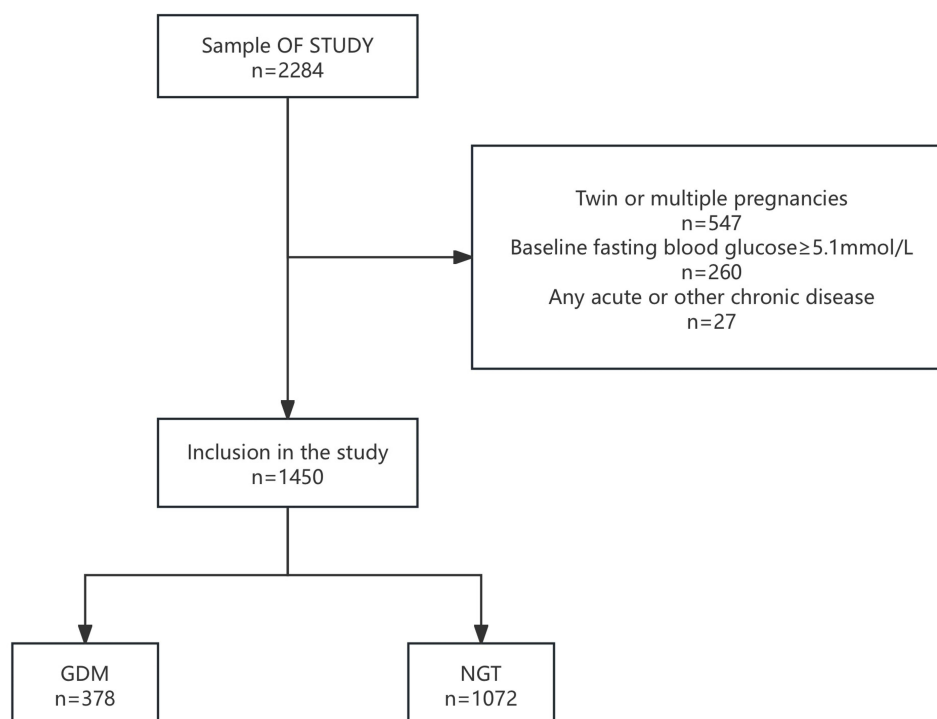 Sample OF STUDY
n=2284
Twin or multiple pregnancies
n=547
Baseline fasting blood glucose≥5.1mmol/L
n=260
Any acute or other chronic disease
n=27
Inclusion in the study
n=1450
GDM
n=378
NGT
n=1072